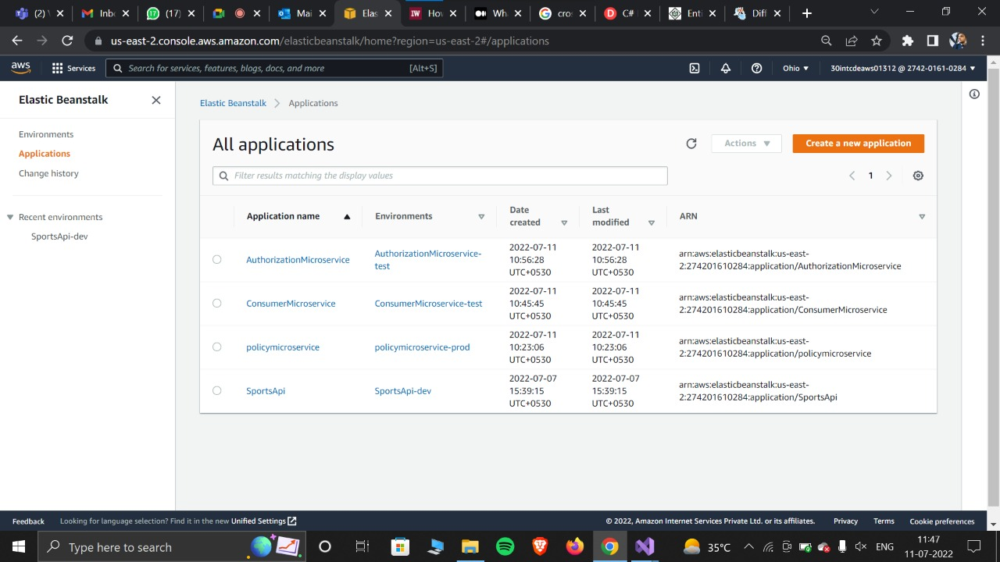 (2)
Inbo
(17)
Mai
Elas
IW
How
Wha
cros
D
C#
Enti
Diff
us-east-2.console.aws.amazon.com/elasticbeanstalk/home?region=us-east-2#/applications
aws
Services
Search for services, features, blogs, docs, and more
[Alt+S]
Ohio ▼
30intcdeaws01312 @ 2742-0161-0284 ▼
Elastic Beanstalk
Environments
Applications
Change history
Recent environments
SportsApi-dev
Elastic Beanstalk > Applications
All applications
Actions ▼
Create a new application
Filter results matching the display values
< 1 >
Application name ▲
Environments
Date created
Last modified
ARN
AuthorizationMicroservice
AuthorizationMicroservice-
test
2022-07-11
10:56:28
UTC+0530
2022-07-11
10:56:28
UTC+0530
arn:aws:elasticbeanstalk:us-east-
2:274201610284:application/AuthorizationMicroservice
ConsumerMicroservice
ConsumerMicroservice-test
2022-07-11
10:45:45
UTC+0530
2022-07-11
10:45:45
UTC+0530
arn:aws:elasticbeanstalk:us-east-
2:274201610284:application/ConsumerMicroservice
policymicroservice
policymicroservice-prod
2022-07-11
10:23:06
UTC+0530
2022-07-11
10:23:06
UTC+0530
arn:aws:elasticbeanstalk:us-east-
2:274201610284:application/policymicroservice
SportsApi
SportsApi-dev
2022-07-07
15:39:15
UTC+0530
2022-07-07
15:39:15
UTC+0530
arn:aws:elasticbeanstalk:us-east-
2:274201610284:application/SportsApi
Feedback
Looking for language selection? Find it in the new Unified Settings
© 2022, Amazon Internet Services Private Ltd. or its affiliates.
Privacy
Terms
Cookie preferences
Type here to search
35°C
ENG
11:47
11-07-2022